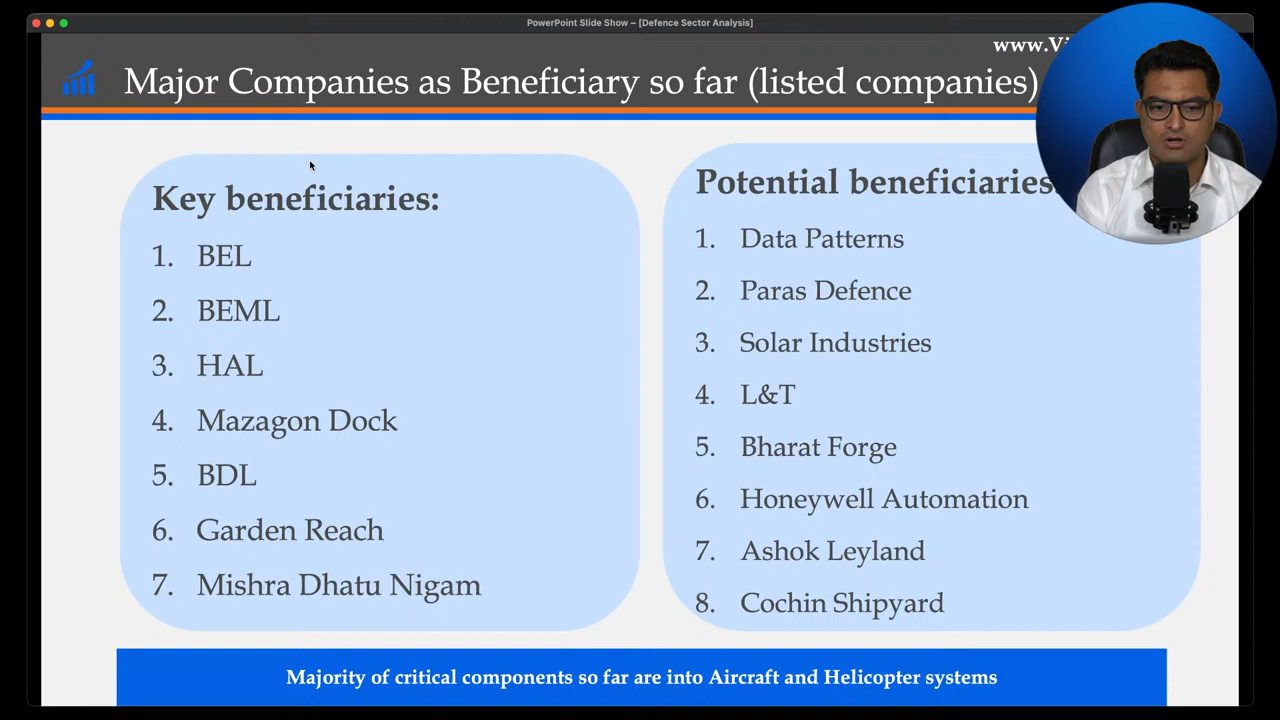 PowerPoint Slide Show – [Defence Sector Analysis]
Major Companies as Beneficiary so far (listed companies)
Key beneficiaries:
1. BEL
2. BEML
3. HAL
4. Mazagon Dock
5. BDL
6. Garden Reach
7. Mishra Dhatu Nigam
Potential beneficiaries:
1. Data Patterns
2. Paras Defence
3. Solar Industries
4. L&T
5. Bharat Forge
6. Honeywell Automation
7. Ashok Leyland
8. Cochin Shipyard
Majority of critical components so far are into Aircraft and Helicopter systems